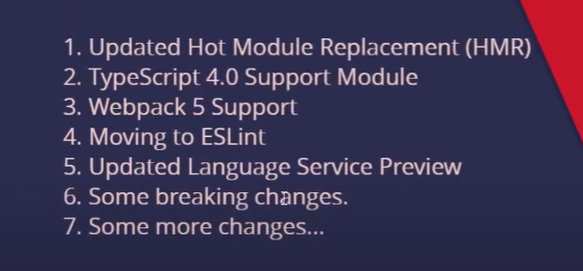 1. Updated Hot Module Replacement (HMR)
2. TypeScript 4.0 Support Module
3. Webpack 5 Support
4. Moving to ESLint
5. Updated Language Service Preview
6. Some breaking changes.
7. Some more changes...